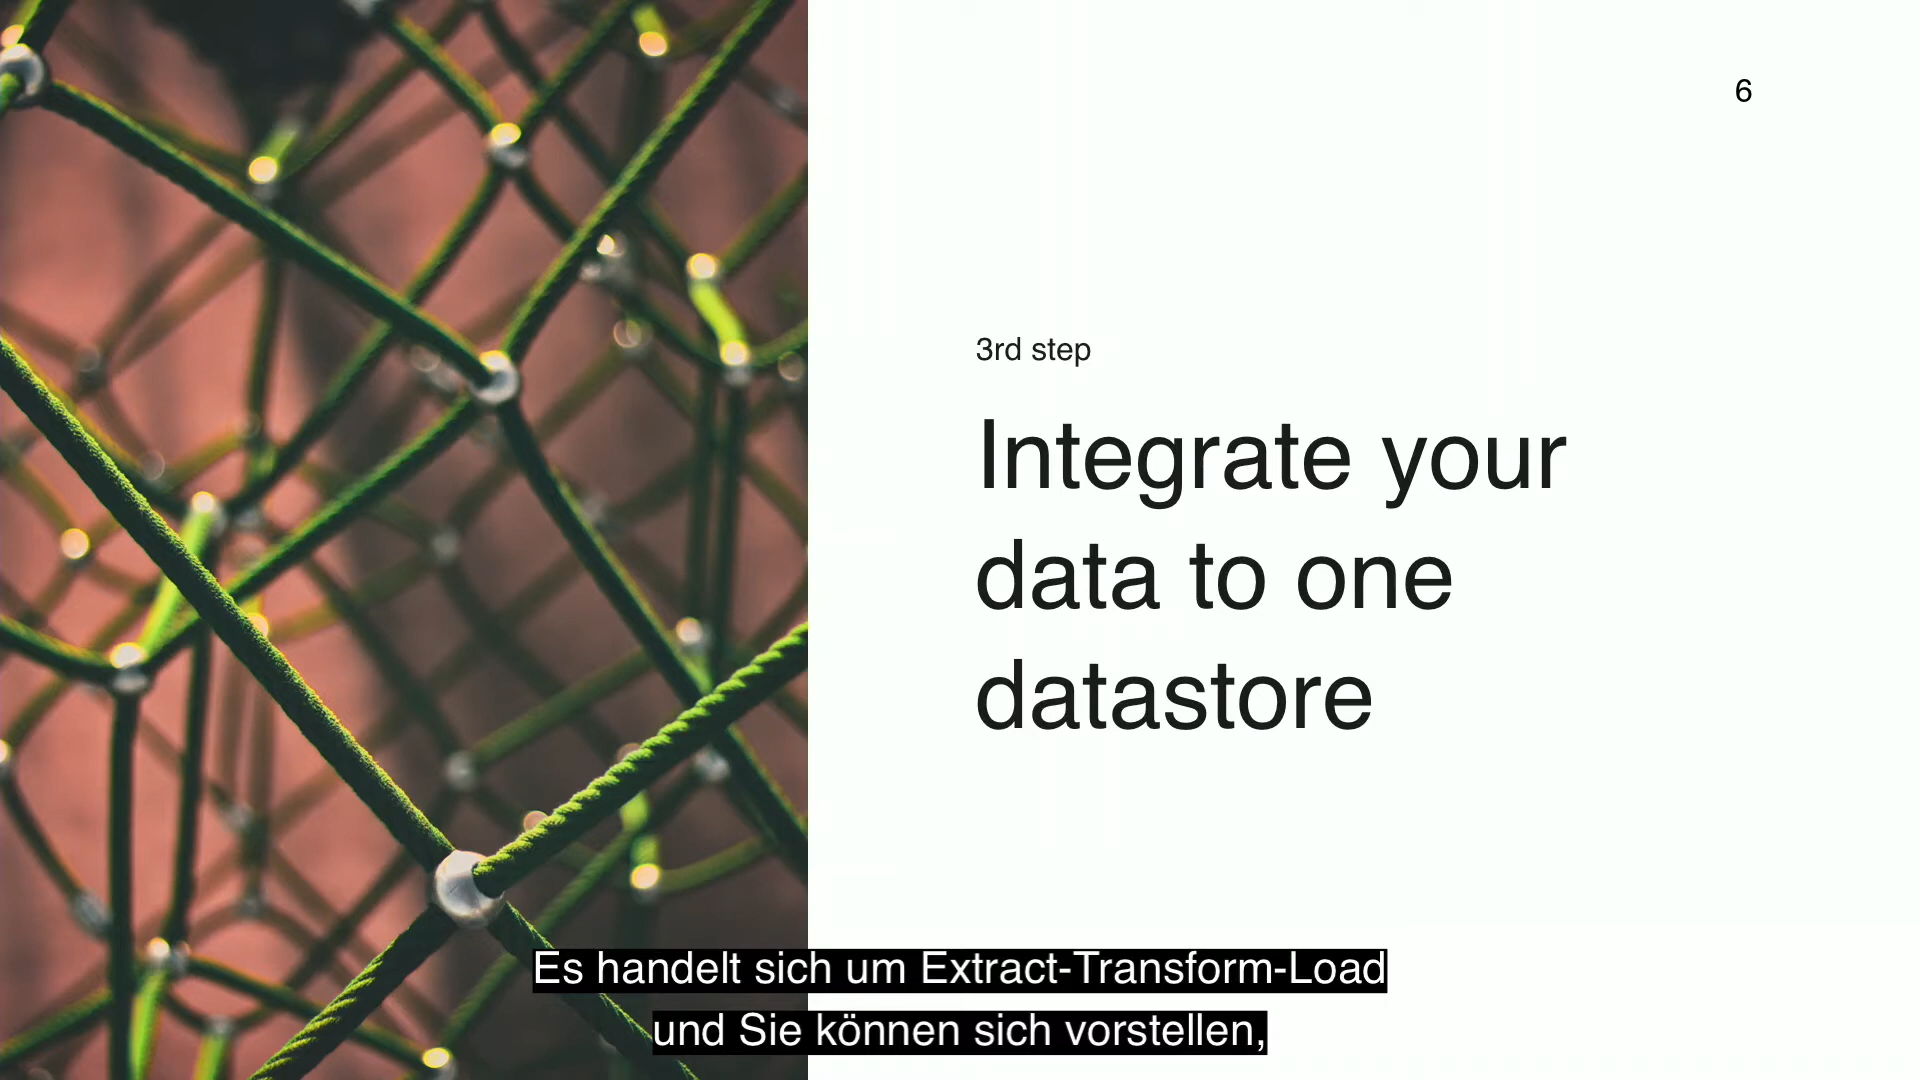 6
3rd step
Integrate your
data to one
datastore
Es handelt sich um Extract-Transform-Load
und Sie können sich vorstellen,